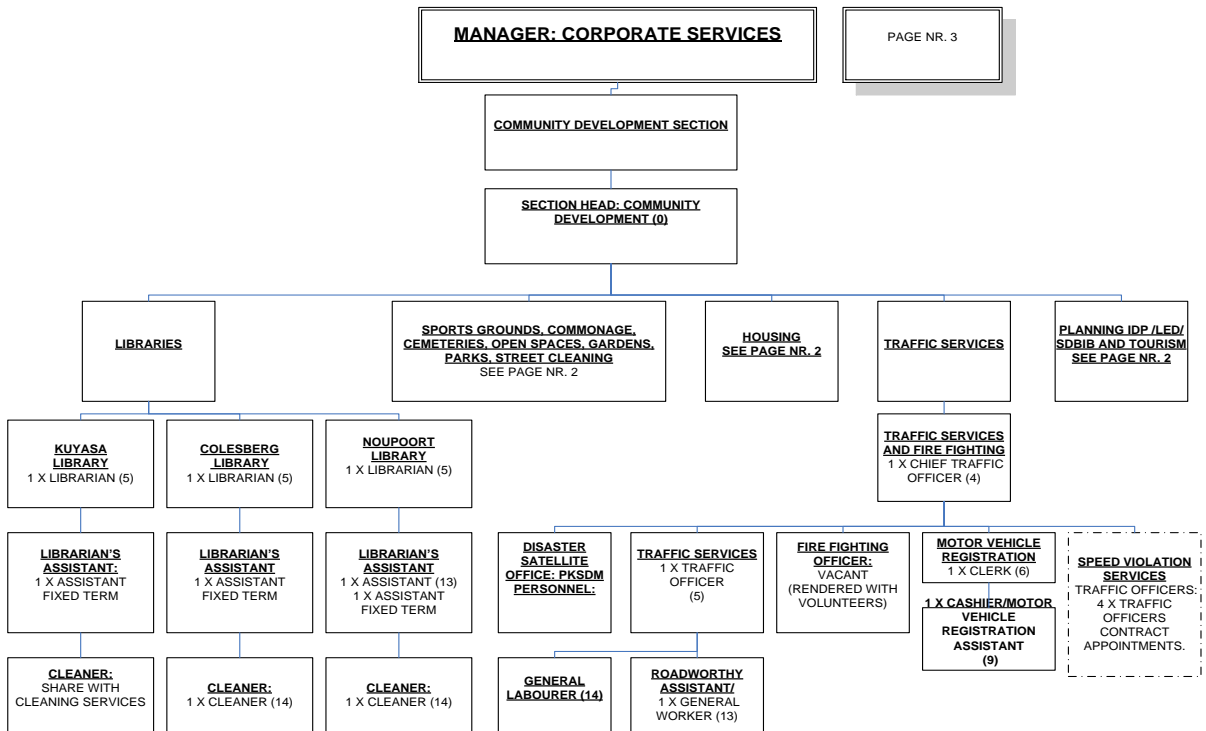 MANAGER: CORPORATE SERVICES
PAGE NR. 3
COMMUNITY DEVELOPMENT SECTION
SECTION HEAD: COMMUNITY
DEVELOPMENT (0)
LIBRARIES
SPORTS GROUNDS, COMMONAGE,
CEMETERIES, OPEN SPACES, GARDENS,
PARKS, STREET CLEANING
SEE PAGE NR. 2
HOUSING
SEE PAGE NR. 2
TRAFFIC SERVICES
PLANNING IDP /LED/
SDBIB AND TOURISM
SEE PAGE NR. 2
KUYASA
LIBRARY
1 X LIBRARIAN (5)
COLESBERG
LIBRARY
1 X LIBRARIAN (5)
NOUPOORT
LIBRARY
1 X LIBRARIAN (5)
TRAFFIC SERVICES
AND FIRE FIGHTING
1 X CHIEF TRAFFIC
OFFICER (4)
LIBRARIAN'S
ASSISTANT:
1 X ASSISTANT
FIXED TERM
LIBRARIAN'S
ASSISTANT
1 X ASSISTANT
FIXED TERM
LIBRARIAN'S
ASSISTANT
1 X ASSISTANT (13)
1 X ASSISTANT
FIXED TERM
DISASTER
SATELLITE
OFFICE: PKSDM
PERSONNEL:
TRAFFIC SERVICES
1 X TRAFFIC
OFFICER
(5)
FIRE FIGHTING
OFFICER:
VACANT
(RENDERED WITH
VOLUNTEERS)
MOTOR VEHICLE
REGISTRATION
1 X CLERK (6)
1 X CASHIER/MOTOR
VEHICLE
REGISTRATION
ASSISTANT
(9)
SPEED VIOLATION
SERVICES
TRAFFIC OFFICERS:
4 X TRAFFIC
OFFICERS
CONTRACT
APPOINTMENTS.
CLEANER:
SHARE WITH
CLEANING SERVICES
CLEANER:
1 X CLEANER (14)
CLEANER:
1 X CLEANER (14)
GENERAL
LABOURER (14)
ROADWORTHY
ASSISTANT/
1 X GENERAL
WORKER (13)